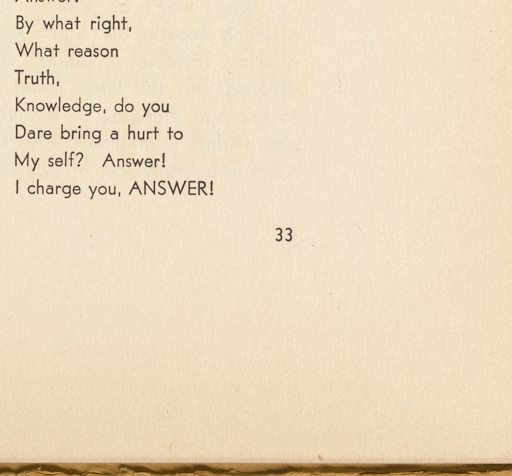 Answer!
By what right,
What reason
Truth,
Knowledge, do you
Dare bring a hurt to
My self? Answer!
I charge you, ANSWER!
33